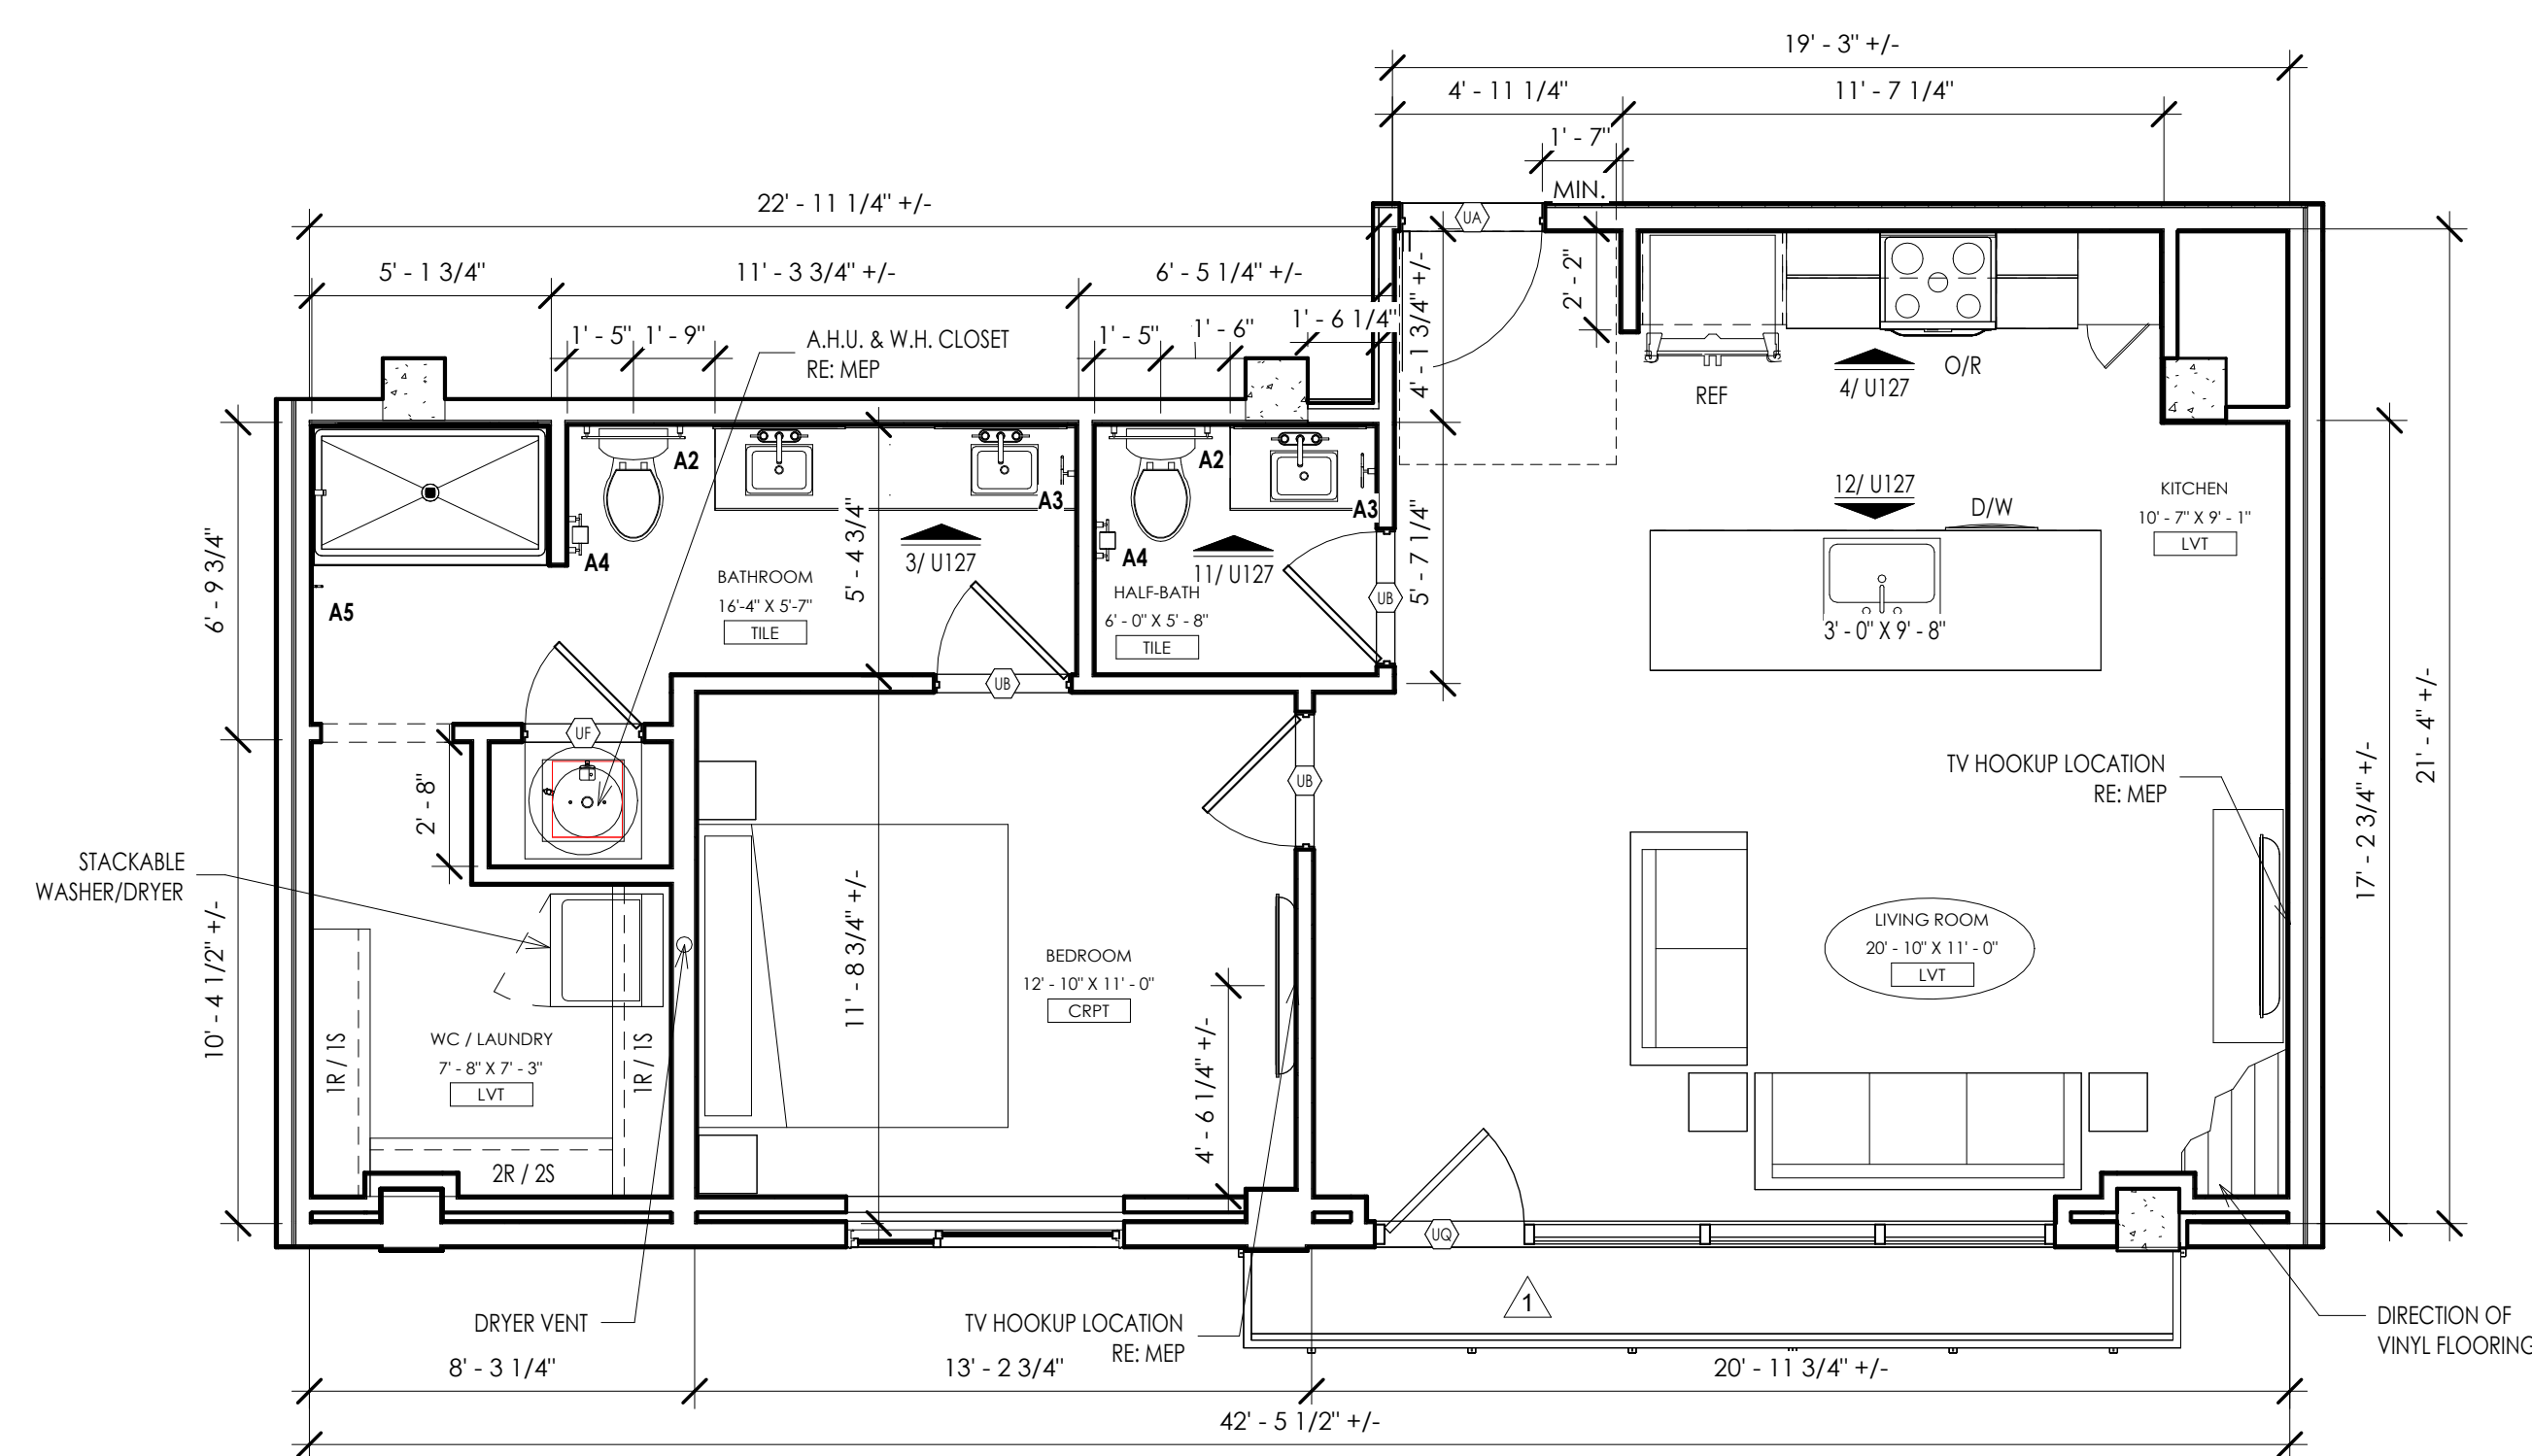 19' - 3" +/-
4' - 11 1/4"
11' - 7 1/4"
1' - 7"
MIN.
22' - 11 1/4" +/-
UA
5' - 1 3/4"
11' - 3 3/4" +/-
6' - 5 1/4" +/-
1' - 5"
1' - 9"
A.H.U. & W.H. CLOSET
RE: MEP
1' - 5"
1' - 6"
1' - 6 1/4"
4' - 1 3/4" +/-
2' - 2"
REF
4/ U127
O/R
A2
A3
A2
A3
12/ U127
D/W
KITCHEN
10' - 7" X 9' - 1"
LVT
6' - 9 3/4"
A4
A5
BATHROOM
16'-4" X 5'-7"
TILE
5' - 4 3/4"
3/ U127
A4
11/ U127
HALF-BATH
6' - 0" X 5' - 8"
TILE
UB
5' - 7 1/4"
3' - 0" X 9' - 8"
UB
UF
UB
2' - 8"
TV HOOKUP LOCATION
RE: MEP
17' - 2 3/4" +/-
21' - 4" +/-
STACKABLE
WASHER/DRYER
10' - 4 1/2" +/-
11' - 8 3/4" +/-
BEDROOM
12' - 10" X 11' - 0"
CRPT
LIVING ROOM
20' - 10" X 11' - 0"
LVT
1R / 1S
WC / LAUNDRY
7' - 8" X 7' - 3"
LVT
1R / 1S
2R / 2S
4' - 6 1/4" +/-
UQ
1
DRYER VENT
TV HOOKUP LOCATION
RE: MEP
DIRECTION OF
VINYL FLOORING
8' - 3 1/4"
13' - 2 3/4"
20' - 11 3/4" +/-
42' - 5 1/2" +/-